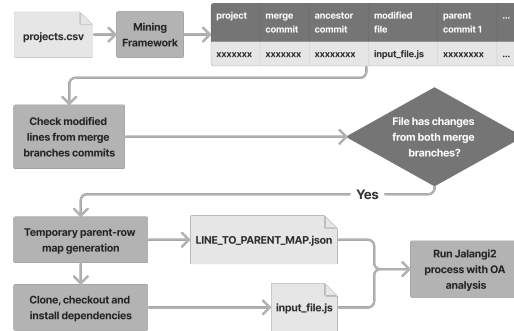 projects.csv
Mining
Framework
project merge commit ancestor commit modified file parent commit 1 ...
xxxxxxx xxxxxxx xxxxxxxx input_file.js xxxxxxxx ...
Check modified
lines from merge
branches commits
File has changes
from both merge
branches?
Yes
Temporary parent-row
map generation
LINE_TO_PARENT_MAP.json
Run Jalangi2
process with OA
analysis
Clone, checkout and
install dependencies
input_file.js